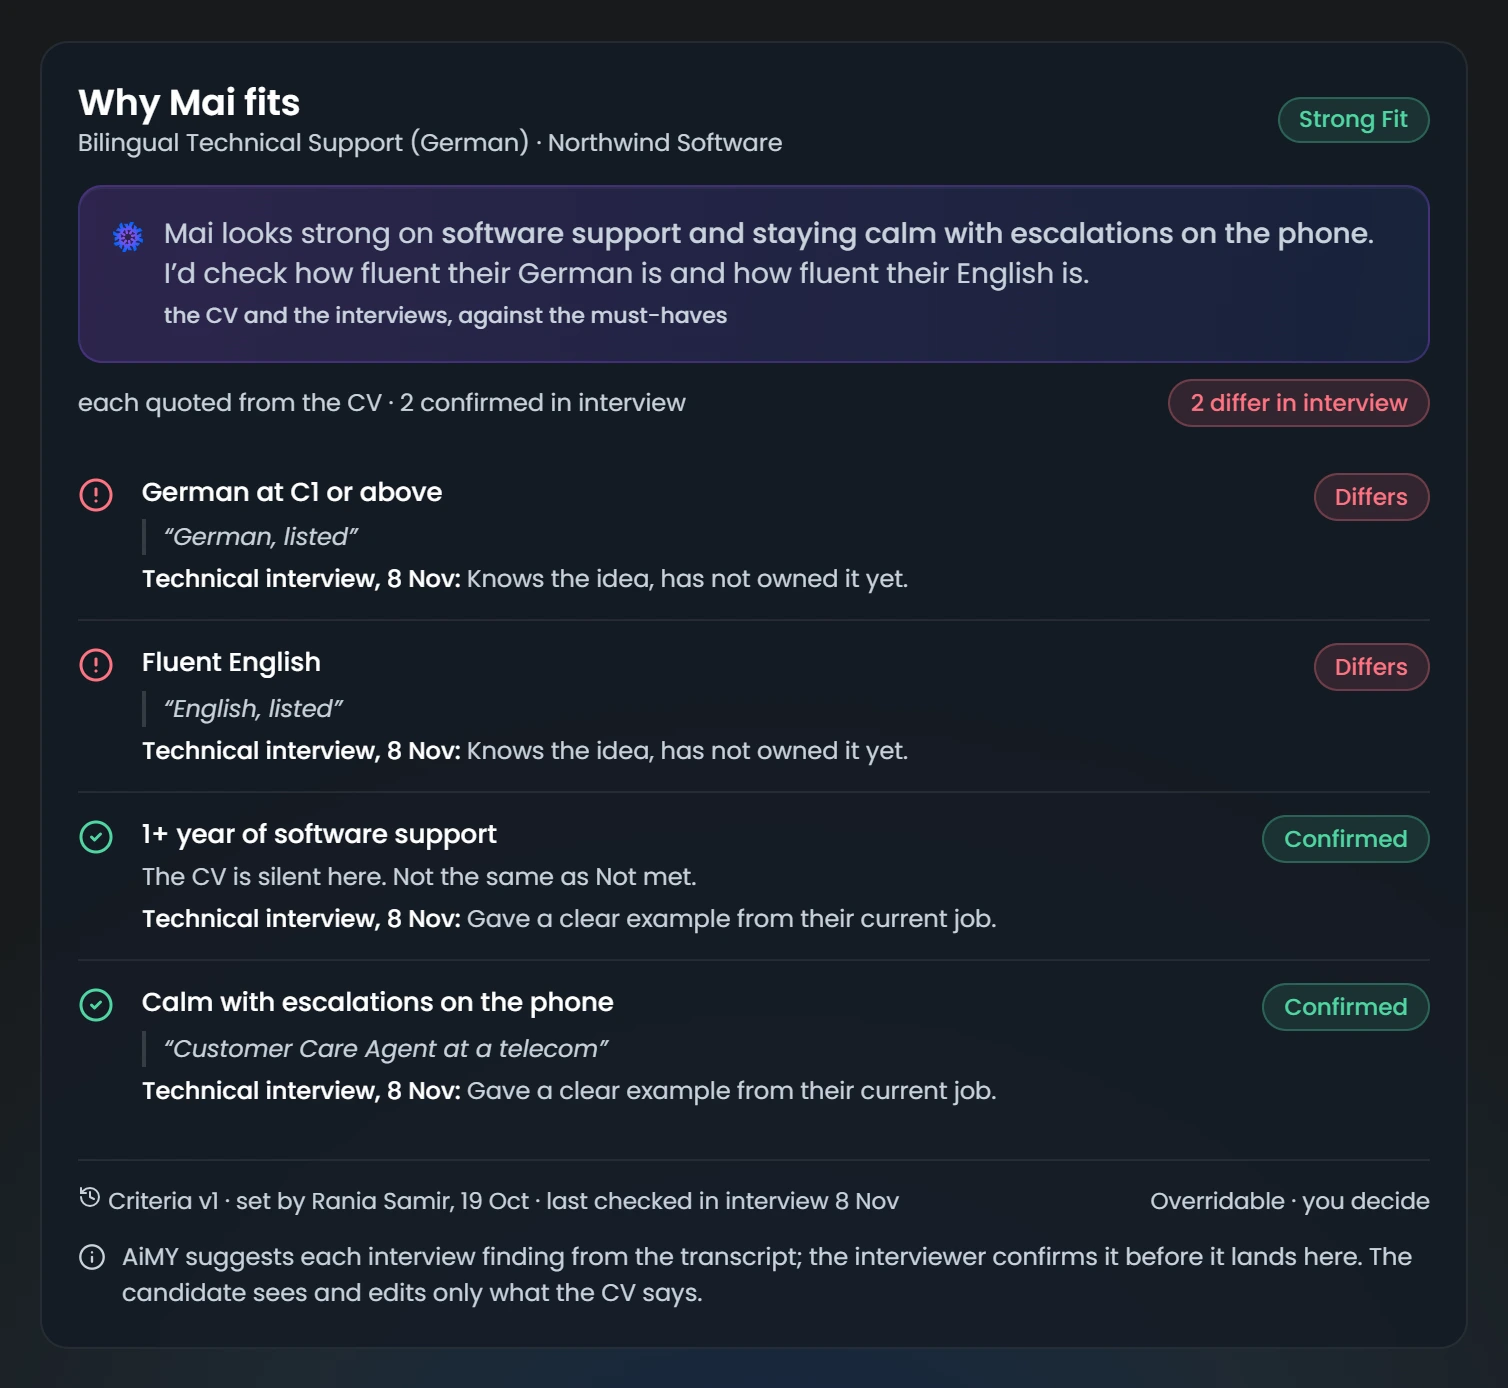 Why Mai fits
Bilingual Technical Support (German) · Northwind Software
Strong Fit
Mai looks strong on software support and staying calm with escalations on the phone.
I’d check how fluent their German is and how fluent their English is.
the CV and the interviews, against the must-haves
each quoted from the CV · 2 confirmed in interview
2 differ in interview
German at C1 or above
Differs
“German, listed”
Technical interview, 8 Nov: Knows the idea, has not owned it yet.
Fluent English
Differs
“English, listed”
Technical interview, 8 Nov: Knows the idea, has not owned it yet.
1+ year of software support
Confirmed
The CV is silent here. Not the same as Not met.
Technical interview, 8 Nov: Gave a clear example from their current job.
Calm with escalations on the phone
Confirmed
“Customer Care Agent at a telecom”
Technical interview, 8 Nov: Gave a clear example from their current job.
Criteria v1 · set by Rania Samir, 19 Oct · last checked in interview 8 Nov
Overridable · you decide
AiMY suggests each interview finding from the transcript; the interviewer confirms it before it lands here. The
candidate sees and edits only what the CV says.